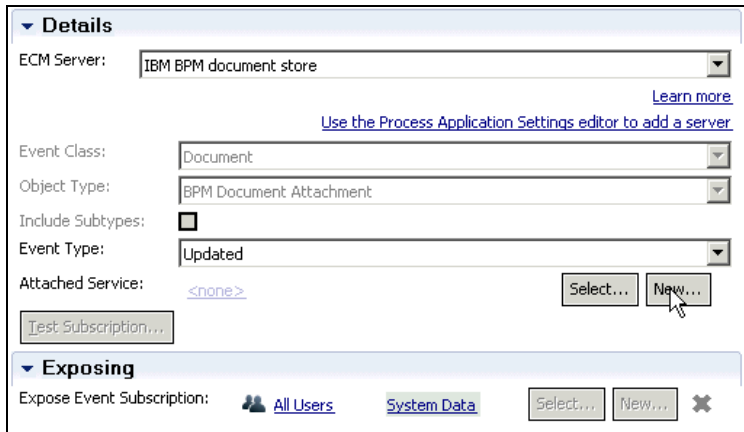 Details
ECM Server: IBM BPM document store
Learn more
Use the Process Application Settings editor to add a server
Event Class: Document
Object Type: BPM Document Attachment
Include Subtypes:
Event Type: Updated
Attached Service: <none> Select... New...
Test Subscription...
Exposing
Expose Event Subscription: All Users System Data Select... New...